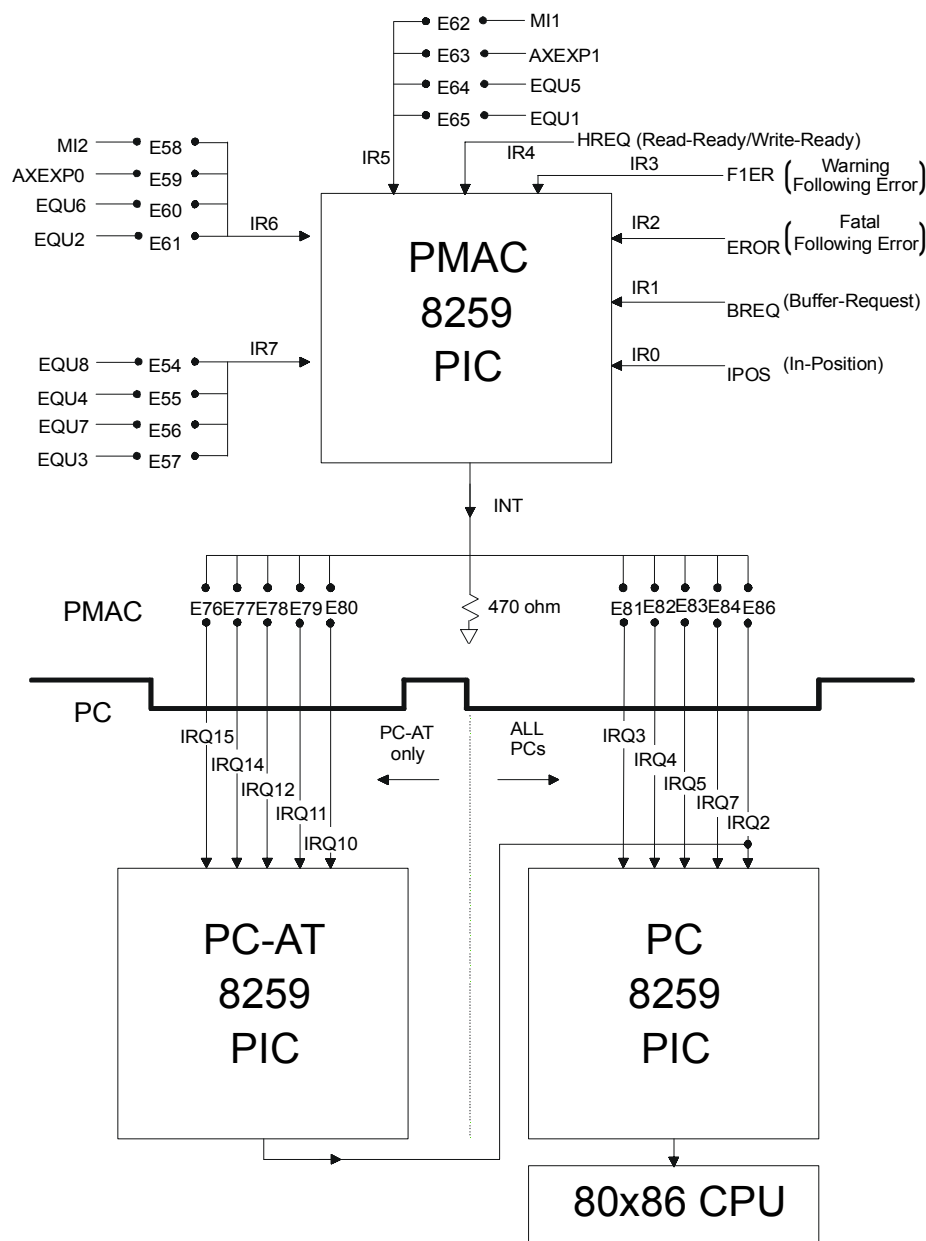 E62 MI1
E63 AXEXP1
E64 EQU5
E65 EQU1
HREQ (Read-Ready/Write-Ready)
IR5 IR4 IR3
F1ER (Warning
Following Error)
MI2 E58
AXEXP0 E59
EQU6 E60
EQU2 E61
IR6
IR2
EROR (Fatal
Following Error)
PMAC
8259
PIC
IR1
BREQ (Buffer-Request)
IR0
IPOS (In-Position)
IR7
EQU8 E54
EQU4 E55
EQU7 E56
EQU3 E57
INT
PMAC
E76 E77 E78 E79 E80
470 ohm
E81 E82 E83 E84 E86
PC
PC-AT
only
ALL
PCs
IRQ15
IRQ14
IRQ12
IRQ11
IRQ10
IRQ3
IRQ4
IRQ5
IRQ7
IRQ2
PC-AT
8259
PIC
PC
8259
PIC
80x86 CPU